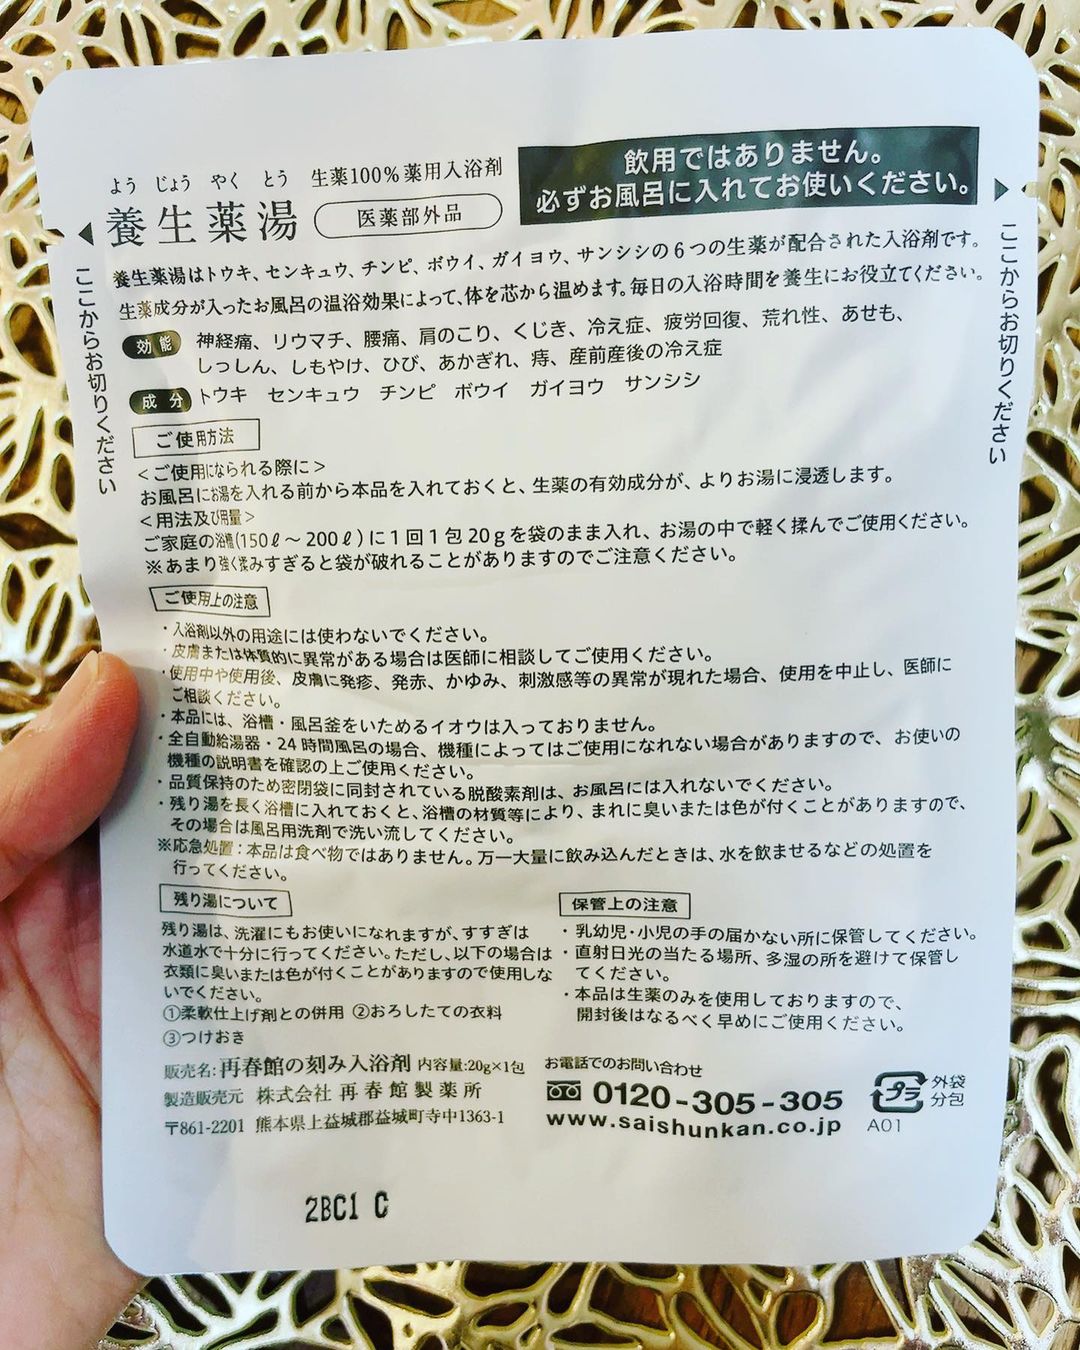 飲用ではありません。
必ずお風呂に入れてお使いください。
よう じょう やく とう
生薬100％薬用入浴剤
養生薬湯
医薬部外品
ここからお切りください
ここからお切りください
養生薬湯はトウキ、センキュウ、チンピ、ボウイ、ガイヨウ、サンシシの6つの生薬が配合された入浴剤です。
生薬成分が入ったお風呂の温浴効果によって、体を芯から温めます。毎日の入浴時間を養生にお役立てください。
効能 神経痛、リウマチ、腰痛、肩のこり、くじき、冷え症、疲労回復、荒れ性、あせも、
しっしん、しもやけ、ひび、あかぎれ、痔、産前産後の冷え症
成分 トウキ センキュウ チンピ ボウイ ガイヨウ サンシシ
ご使用方法
＜ご使用になられる際に＞
お風呂にお湯を入れる前から本品を入れておくと、生薬の有効成分が、よりお湯に浸透します。
＜用法及び用量＞
ご家庭の浴槽(150ℓ～200ℓ)に1回1包20gを袋のまま入れ、お湯の中で軽く揉んでご使用ください。
※あまり強く揉みすぎると袋が破れることがありますのでご注意ください。
ご使用上の注意
・入浴剤以外の用途には使わないでください。
・皮膚または体質的に異常がある場合は医師に相談してご使用ください。
・使用中や使用後、皮膚に発疹、発赤、かゆみ、刺激感等の異常が現れた場合、使用を中止し、医師に
ご相談ください。
・本品には、浴槽・風呂釜をいためるイオウは入っておりません。
・全自動給湯器・24時間風呂の場合、機種によってはご使用になれない場合がありますので、お使いの
機種の説明書を確認の上ご使用ください。
・品質保持のため密閉袋に同封されている脱酸素剤は、お風呂には入れないでください。
・残り湯を長く浴槽に入れておくと、浴槽の材質等により、まれに臭いまたは色が付くことがありますので、
その場合は風呂用洗剤で洗い流してください。
※応急処置：本品は食べ物ではありません。万一大量に飲み込んだときは、水を飲ませるなどの処置を
行ってください。
残り湯について
残り湯は、洗濯にもお使いになれますが、すすぎは
水道水で十分に行ってください。ただし、以下の場合は
衣類に臭いまたは色が付くことがありますので使用しな
いでください。
①柔軟仕上げ剤との併用 ②おろしたての衣料
③つけおき
保管上の注意
・乳幼児・小児の手の届かない所に保管してください。
・直射日光の当たる場所、多湿の所を避けて保管し
てください。
・本品は生薬のみを使用しておりますので、
開封後はなるべく早めにご使用ください。
販売名:再春館の刻み入浴剤 内容量:20g×1包
製造販売元 株式会社 再春館製薬所
〒861-2201 熊本県上益城郡益城町寺中1363-1
お電話でのお問い合わせ
0120-305-305
www.saishunkan.co.jp
プラ
外袋
分包
A01
2BC1 C